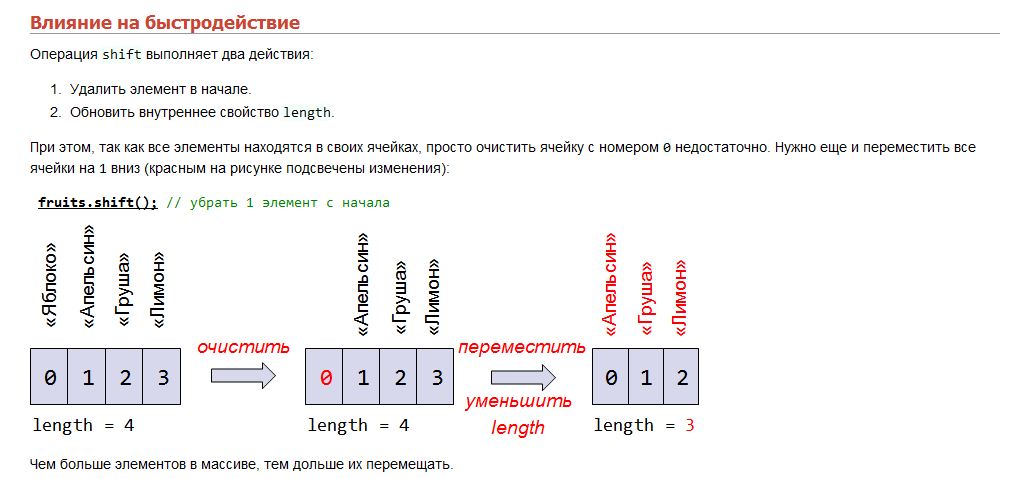 Влияние на быстродействие
Операция shift выполняет два действия:
1. Удалить элемент в начале.
2. Обновить внутреннее свойство length.
При этом, так как все элементы находятся в своих ячейках, просто очистить ячейку с номером 0 недостаточно. Нужно еще и переместить все
ячейки на 1 вниз (красным на рисунке подсвечены изменения):
fruits.shift(); // убрать 1 элемент с начала
«Яблоко» «Апельсин» «Груша» «Лимон»
0 1 2 3
length = 4
очистить
«Апельсин» «Груша» «Лимон»
0 1 2 3
length = 4
переместить
уменьшить
length
«Апельсин» «Груша» «Лимон»
0 1 2
length = 3
Чем больше элементов в массиве, тем дольше их перемещать.